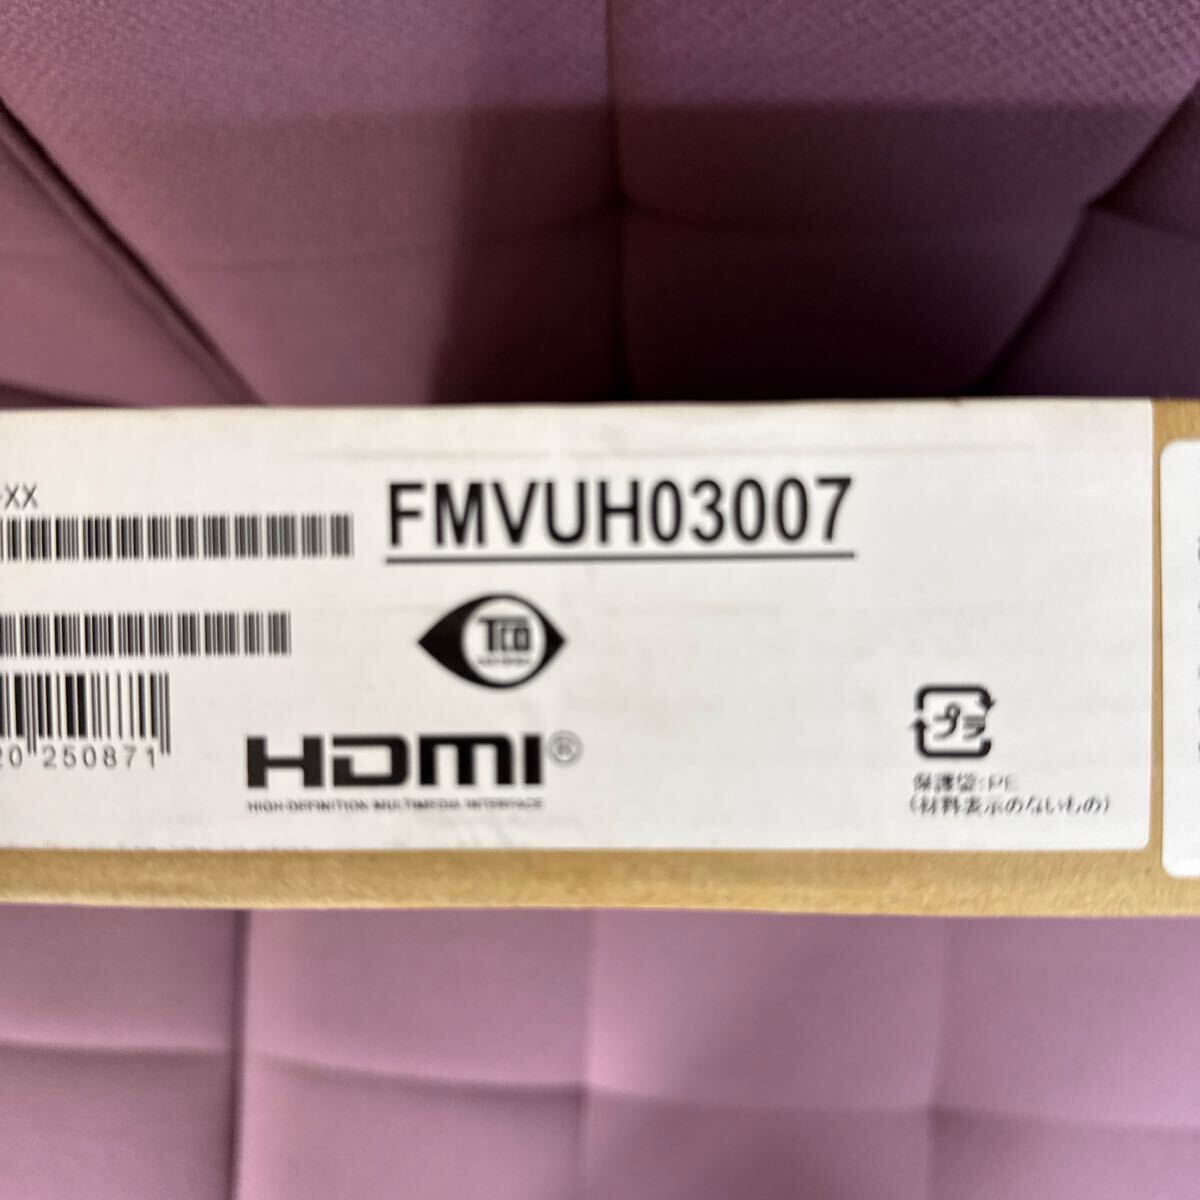 -XX
FMVUH03007
TCO
20 250871
HDMI®
HIGH-DEFINITION MULTIMEDIA INTERFACE
プラ
保護袋:PE
(材料表示のないもの)